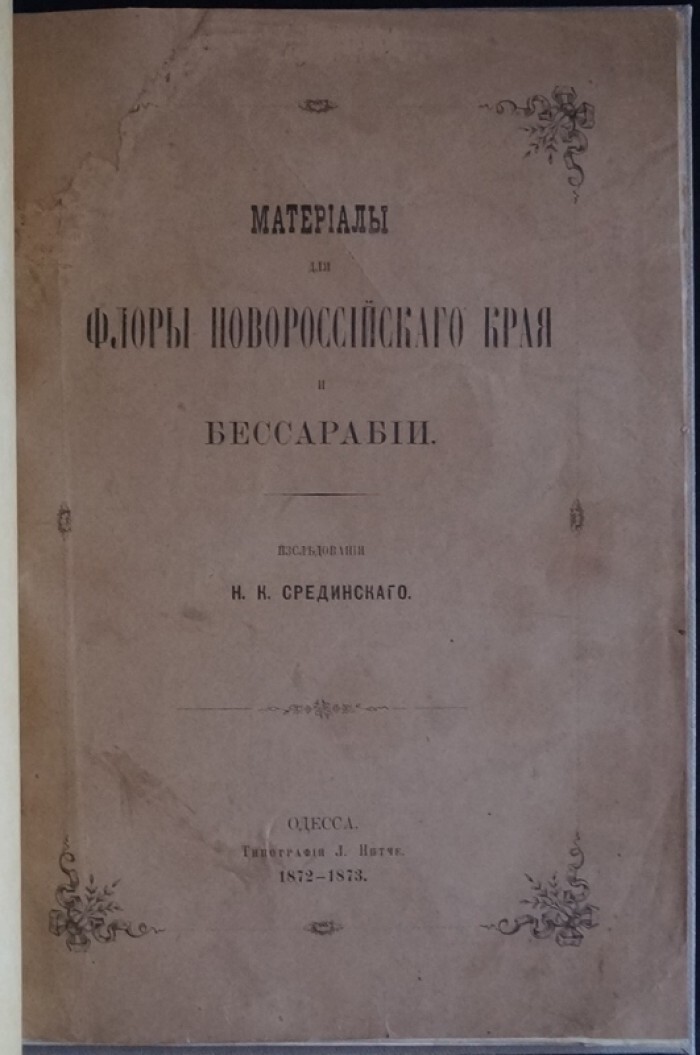 МАТЕРІАЛЫ
ДЛЯ
ФЛОРЫ НОВОРОССІЙСКАГО КРАЯ
И
БЕССАРАБІИ.
ИЗСЛѢДОВАНІЯ
Н. К. СРЕДИНСКАГО.
ОДЕССА.
Типографія Л. Нитче.
1872–1873.